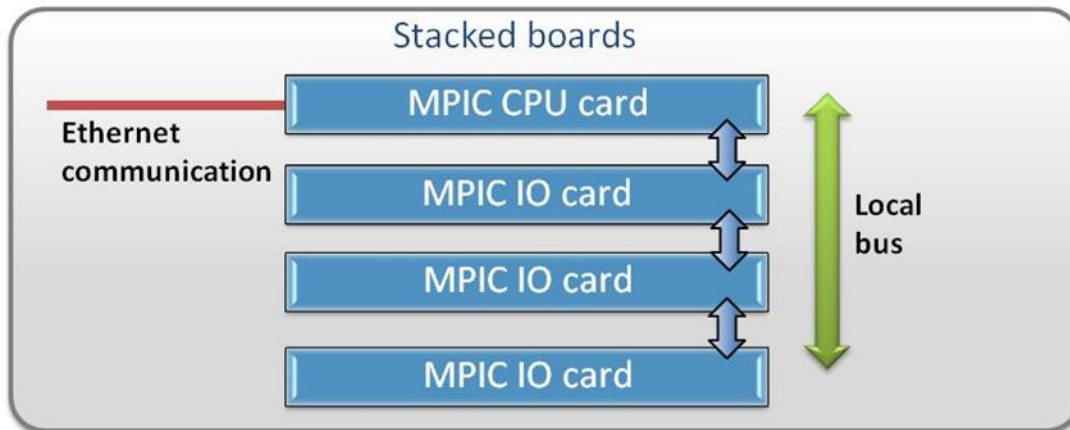 Stacked boards
MPIC CPU card
Ethernet
communication
MPIC IO card
Local
bus
MPIC IO card
MPIC IO card